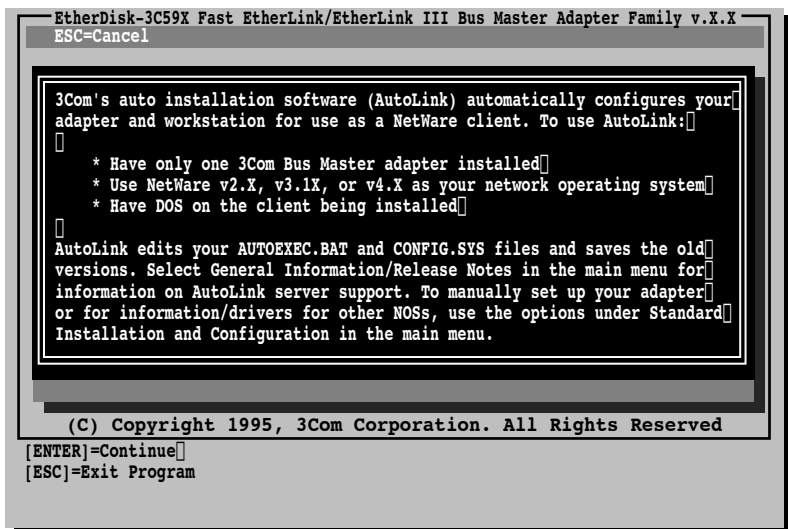 EtherDisk-3C59X Fast EtherLink/EtherLink III Bus Master Adapter Family v.X.X
ESC=Cancel
3Com's auto installation software (AutoLink) automatically configures your
adapter and workstation for use as a NetWare client. To use AutoLink:
* Have only one 3Com Bus Master adapter installed
* Use NetWare v2.X, v3.1X, or v4.X as your network operating system
* Have DOS on the client being installed
AutoLink edits your AUTOEXEC.BAT and CONFIG.SYS files and saves the old
versions. Select General Information/Release Notes in the main menu for
information on AutoLink server support. To manually set up your adapter
or for information/drivers for other NOSs, use the options under Standard
Installation and Configuration in the main menu.
(C) Copyright 1995, 3Com Corporation. All Rights Reserved
[ENTER]=Continue
[ESC]=Exit Program